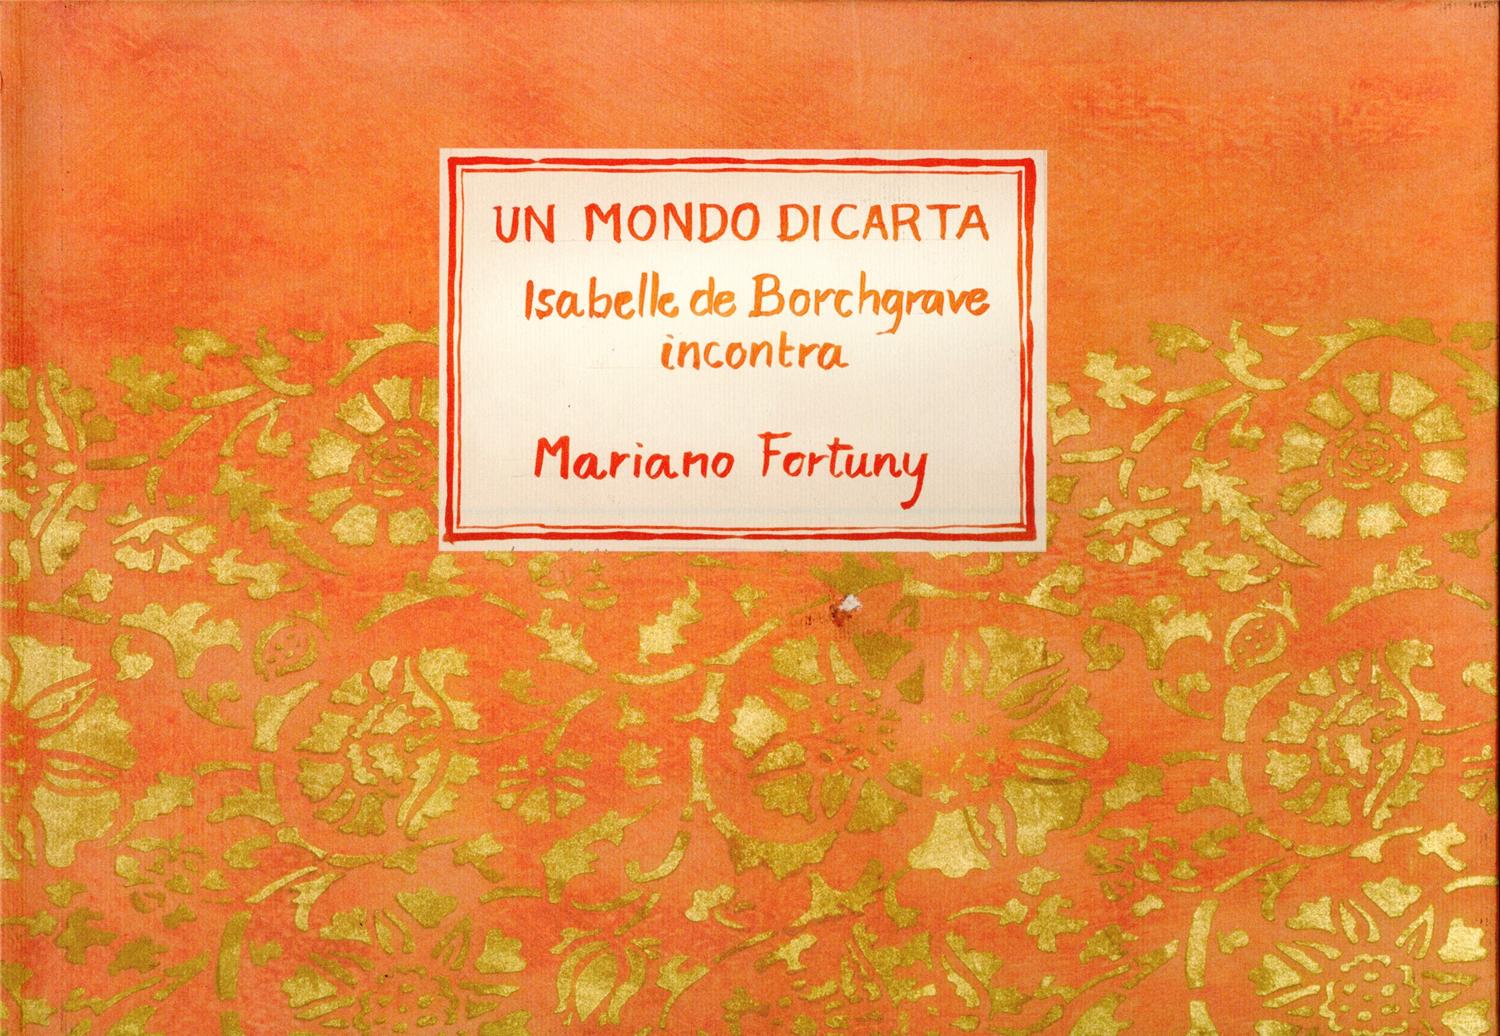 UN MONDO DI CARTA
Isabelle de Borchgrave
incontra
Mariano Fortuny